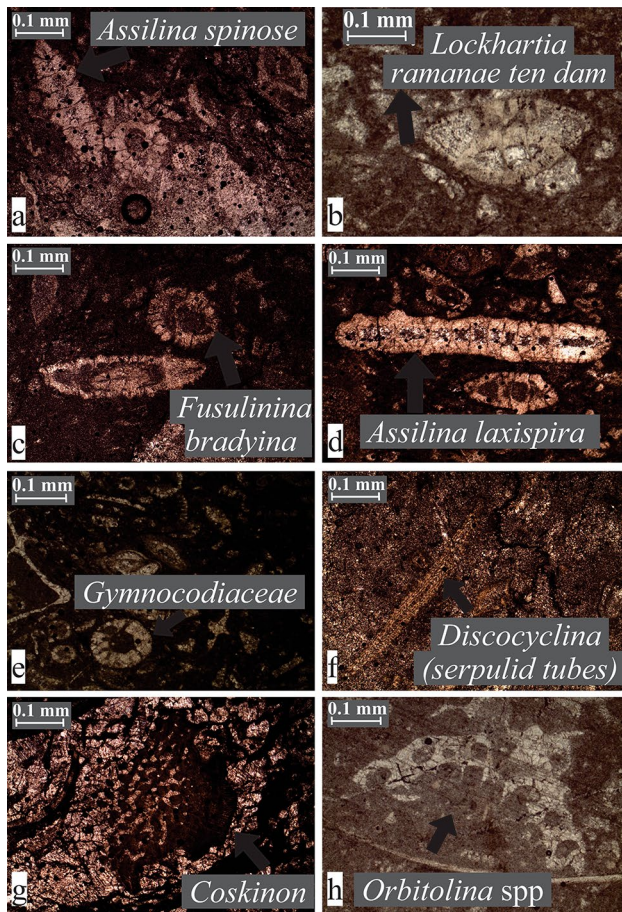 0.1 mm
Assilina spinose
a
0.1 mm
Lockhartia
ramanae ten dam
b
0.1 mm
Fusulinina
bradyina
c
0.1 mm
Assilina laxispira
d
0.1 mm
Gymnocodiaceae
e
0.1 mm
Discocyclina
(serpulid tubes)
f
0.1 mm
Coskinon
g
0.1 mm
Orbitolina spp
h